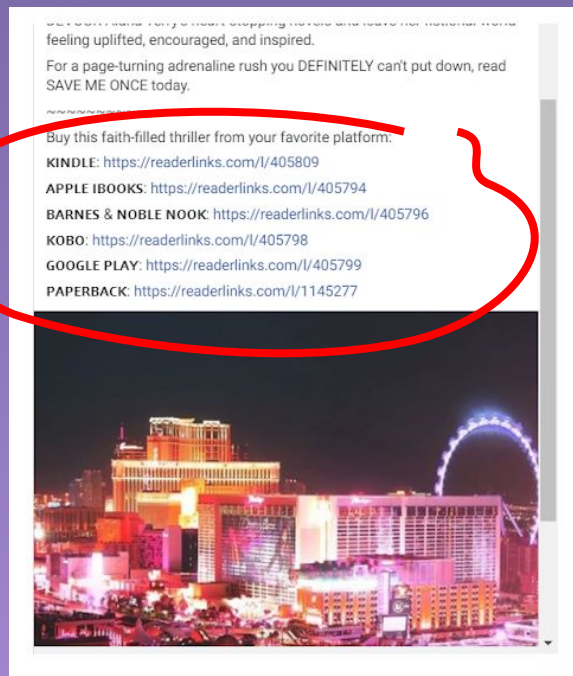 feeling uplifted, encouraged, and inspired.
For a page-turning adrenaline rush you DEFINITELY can't put down, read
SAVE ME ONCE today.
~~~~~~~~~
Buy this faith-filled thriller from your favorite platform:
KINDLE: https://readerlinks.com/l/405809
APPLE IBOOKS: https://readerlinks.com/l/405794
BARNES & NOBLE NOOK: https://readerlinks.com/l/405796
KOBO: https://readerlinks.com/l/405798
GOOGLE PLAY: https://readerlinks.com/l/405799
PAPERBACK: https://readerlinks.com/l/1145277